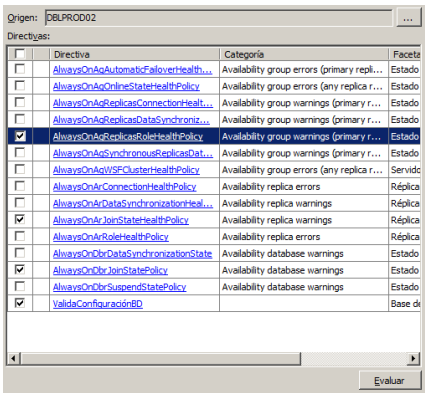 Origen: DBLPROD02 ...
Directivas:
Directiva Categoría Faceta
AlwaysOnAgAutomaticFailoverHealth... Availability group errors (primary repli... Estado
AlwaysOnAgOnlineStateHealthPolicy Availability group errors (any replica r... Estado
AlwaysOnAgReplicasConnectionHealt... Availability group warnings (primary r... Estado
AlwaysOnAgReplicasDataSynchroniz... Availability group warnings (primary r... Estado
AlwaysOnAgReplicasRoleHealthPolicy Availability group warnings (primary r... Estado
AlwaysOnAgSynchronousReplicasDat... Availability group warnings (primary r... Estado
AlwaysOnAgWSFClusterHealthPolicy Availability group errors (any replica r... Servido
AlwaysOnArConnectionHealthPolicy Availability replica errors Réplica
AlwaysOnArDataSynchronizationHeal... Availability replica warnings Réplica
AlwaysOnArJoinStateHealthPolicy Availability replica warnings Réplica
AlwaysOnArRoleHealthPolicy Availability replica errors Réplica
AlwaysOnDbrDataSynchronizationState Availability database warnings Estado
AlwaysOnDbrJoinStatePolicy Availability database warnings Estado
AlwaysOnDbrSuspendStatePolicy Availability database warnings Estado
ValidaConfiguraciónBD Base de
Evaluar